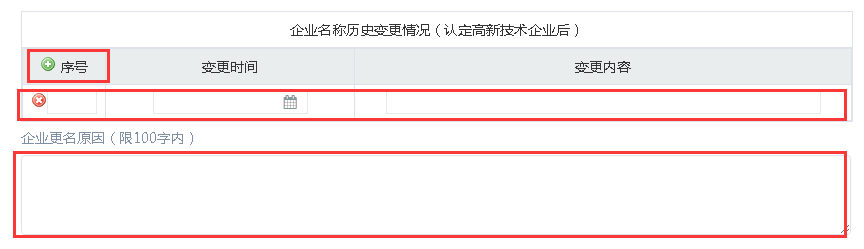 企业名称历史变更情况（认定高新技术企业后）
序号 变更时间 变更内容
企业更名原因（限100字内）